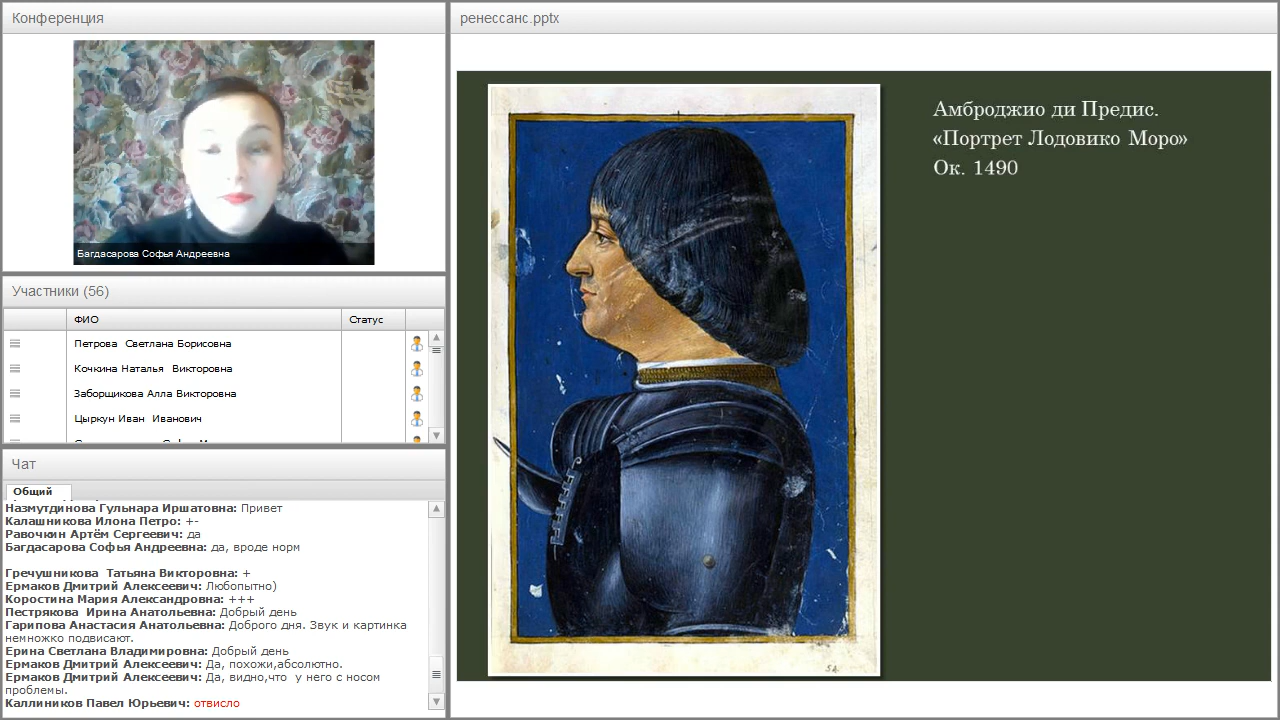 Конференция
Багдасарова Софья Андреевна
Участники (56)
ФИО
Статус
Петрова Светлана Борисовна
Кочкина Наталья Викторовна
Заборщикова Алла Викторовна
Цыркун Иван Иванович
Чат
Общий
Назмутдинова Гульнара Иршатовна: Привет
Калашникова Илона Петро: +-
Равочкин Артём Сергеевич: да
Багдасарова Софья Андреевна: да, вроде норм
Гречушникова Татьяна Викторовна: +
Ермаков Дмитрий Алексеевич: Любопытно)
Коростина Мария Александровна: +++
Пестрякова Ирина Анатольевна: Добрый день
Гарипова Анастасия Анатольевна: Доброго дня. Звук и картинка
немножко подвисают.
Ерина Светлана Владимировна: Добрый день
Ермаков Дмитрий Алексеевич: Да, похожи,абсолютно.
Ермаков Дмитрий Алексеевич: Да, видно,что у него с носом
проблемы.
Каллиников Павел Юрьевич: отвисло
ренессанс.pptx
Амброджио ди Предис.
«Портрет Лодовико Моро»
Ок. 1490